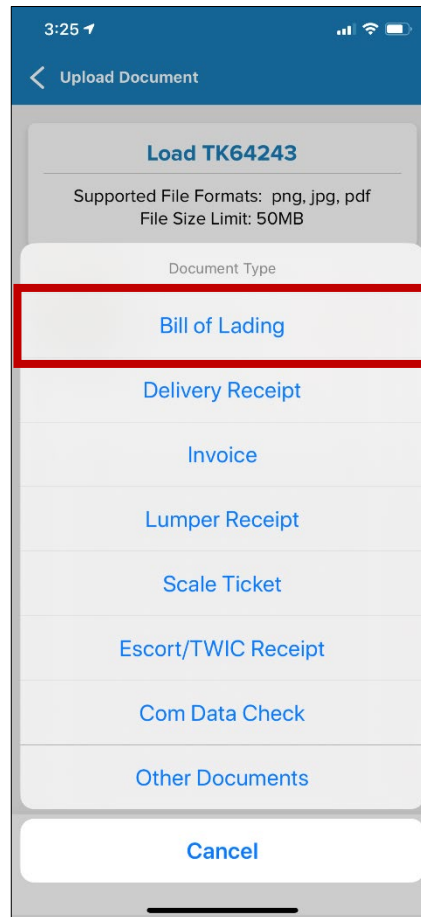 3:25
Upload Document
Load TK64243
Supported File Formats: png, jpg, pdf
File Size Limit: 50MB
Document Type
Bill of Lading
Delivery Receipt
Invoice
Lumper Receipt
Scale Ticket
Escort/TWIC Receipt
Com Data Check
Other Documents
Cancel